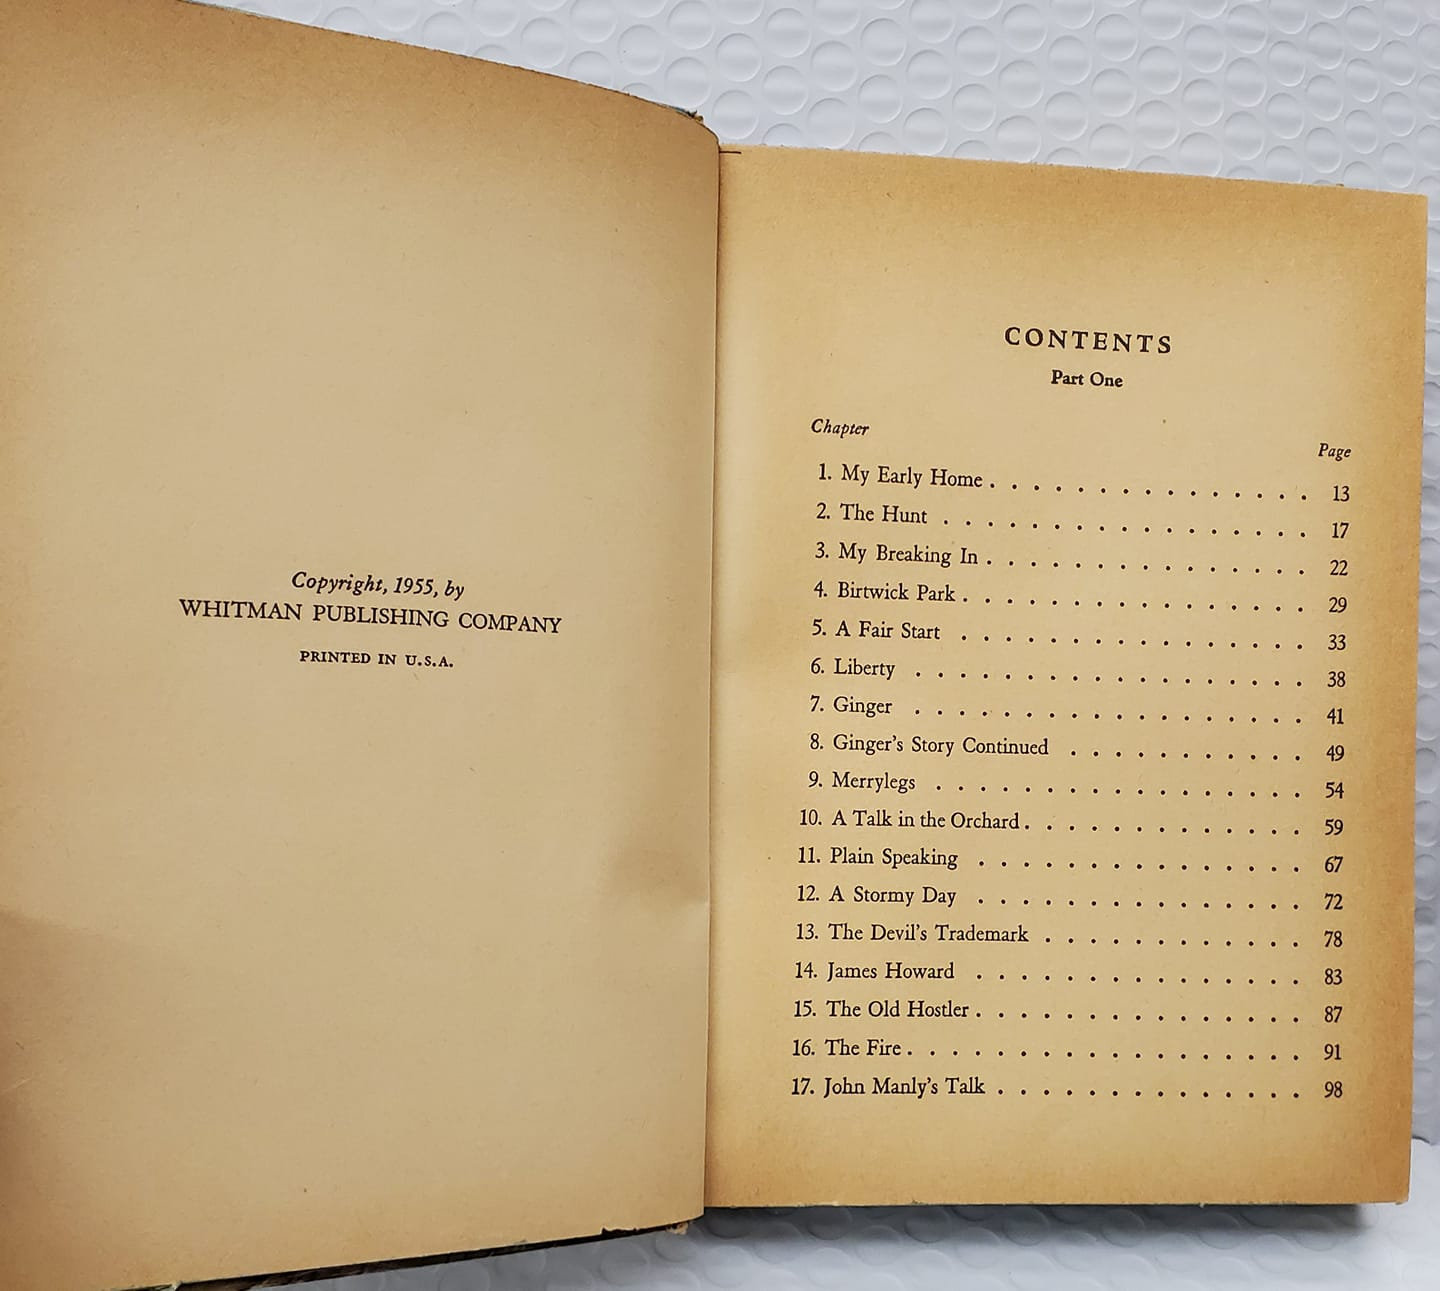 Copyright, 1955, by
WHITMAN PUBLISHING COMPANY
PRINTED IN U.S.A.
CONTENTS
Part One
Chapter Page
1. My Early Home . . . . . . . . . . . . . . . 13
2. The Hunt . . . . . . . . . . . . . . . . . 17
3. My Breaking In . . . . . . . . . . . . . . . 22
4. Birtwick Park . . . . . . . . . . . . . . . . 29
5. A Fair Start . . . . . . . . . . . . . . . . 33
6. Liberty . . . . . . . . . . . . . . . . . . 38
7. Ginger . . . . . . . . . . . . . . . . . . 41
8. Ginger's Story Continued . . . . . . . . . . . 49
9. Merrylegs . . . . . . . . . . . . . . . . . 54
10. A Talk in the Orchard . . . . . . . . . . . . . 59
11. Plain Speaking . . . . . . . . . . . . . . . 67
12. A Stormy Day . . . . . . . . . . . . . . . 72
13. The Devil's Trademark . . . . . . . . . . . . 78
14. James Howard . . . . . . . . . . . . . . . 83
15. The Old Hostler . . . . . . . . . . . . . . . 87
16. The Fire . . . . . . . . . . . . . . . . . . 91
17. John Manly's Talk . . . . . . . . . . . . . . 98